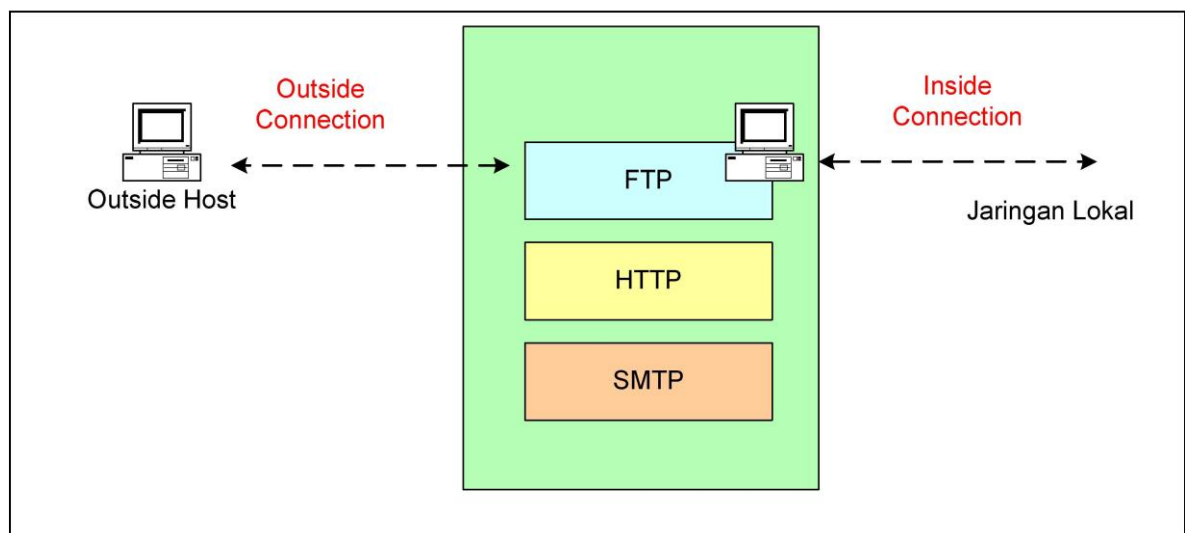 Outside
Connection
Outside Host
FTP
HTTP
SMTP
Inside
Connection
Jaringan Lokal